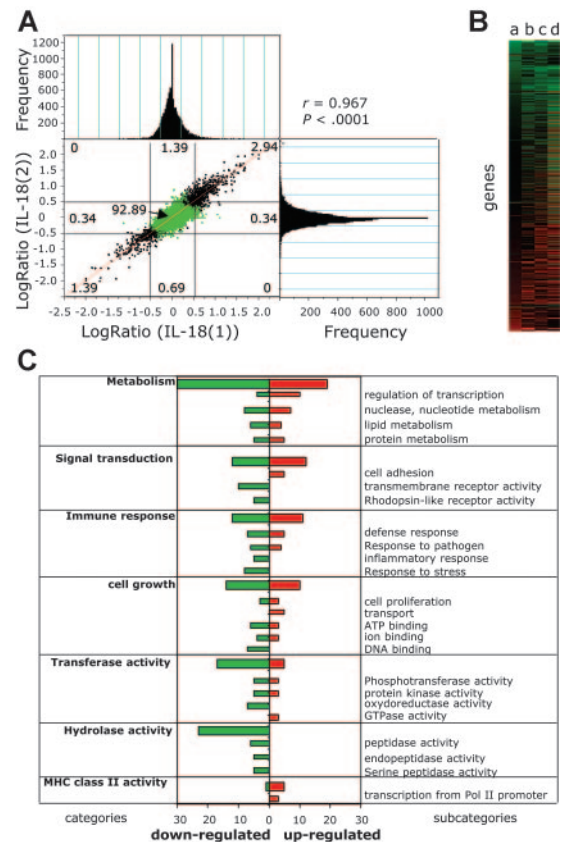 A
B
1200
1000
800
600
400
200
Frequency
r = 0.967
P < .0001
a b c d
genes
0
1.39
2.94
2.0
1.5
1.0
0.5
0.0
-0.5
-1.0
-1.5
-2.0
LogRatio (IL-18(2))
92.89
0.34
0.34
1.39
0.69
0
-2.5 -1.5 -0.5 0.0 0.5 1.0 2.0
LogRatio (IL-18(1))
0 200 400 600 800 1000
Frequency
C
Metabolism
regulation of transcription
nuclease, nucleotide metabolism
lipid metabolism
protein metabolism
Signal transduction
cell adhesion
transmembrane receptor activity
Rhodopsin-like receptor activity
Immune response
defense response
Response to pathogen
inflammatory response
Response to stress
cell growth
cell proliferation
transport
ATP binding
ion binding
DNA binding
Transferase activity
Phosphotransferase activity
protein kinase activity
oxydoreductase activity
GTPase activity
Hydrolase activity
peptidase activity
endopeptidase activity
Serine peptidase activity
MHC class II activity
transcription from Pol II promoter
30 20 10 0 10 20 30
categories
down-regulated
up-regulated
subcategories